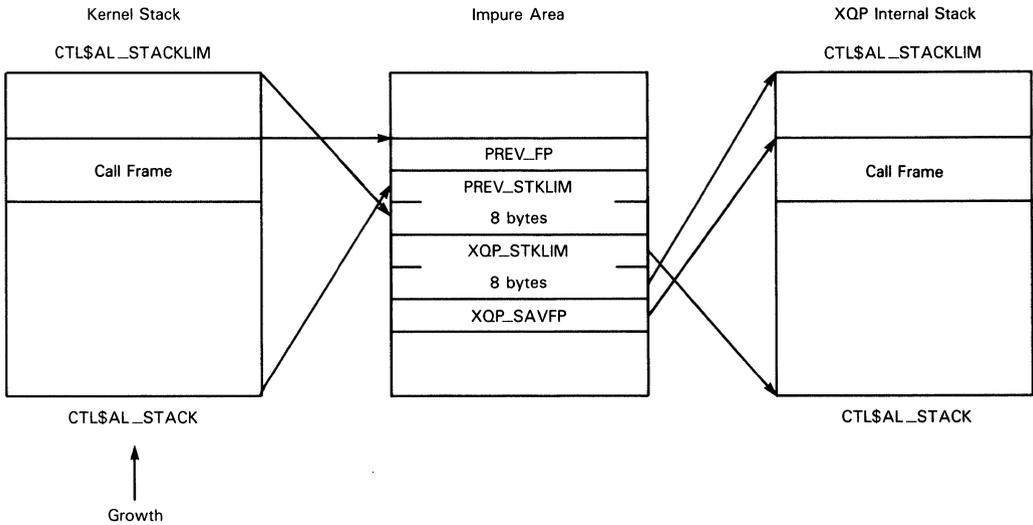 Kernel Stack
Impure Area
XQP Internal Stack
CTL$AL_STACKLIM
CTL$AL_STACKLIM
PREV_FP
Call Frame
Call Frame
PREV_STKLIM
8 bytes
XQP_STKLIM
8 bytes
XQP_SAVFP
CTL$AL_STACK
CTL$AL_STACK
Growth